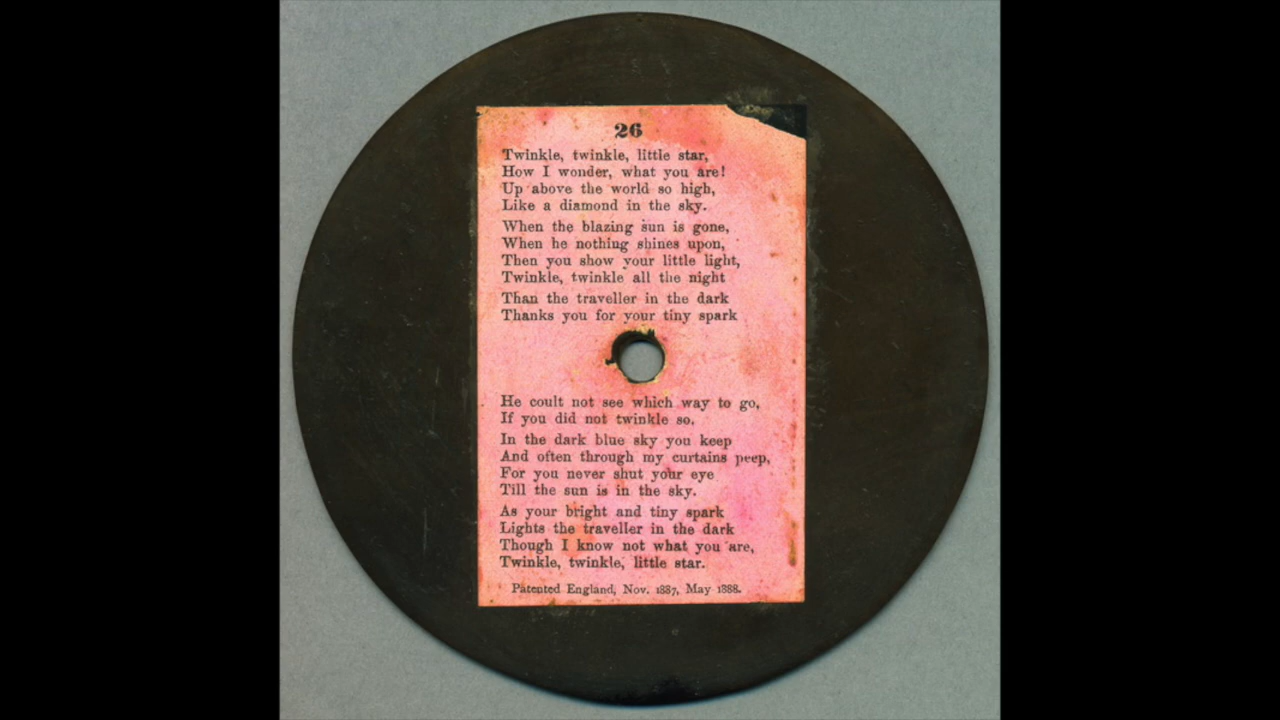 26
Twinkle, twinkle, little star,
How I wonder, what you are!
Up above the world so high,
Like a diamond in the sky.
When the blazing sun is gone,
When he nothing shines upon,
Then you show your little light,
Twinkle, twinkle all the night
Than the traveller in the dark
Thanks you for your tiny spark
He coult not see which way to go,
If you did not twinkle so.
In the dark blue sky you keep
And often through my curtains peep,
For you never shut your eye
Till the sun is in the sky.
As your bright and tiny spark
Lights the traveller in the dark
Though I know not what you are,
Twinkle, twinkle, little star.
Patented England, Nov. 1887, May 1888.